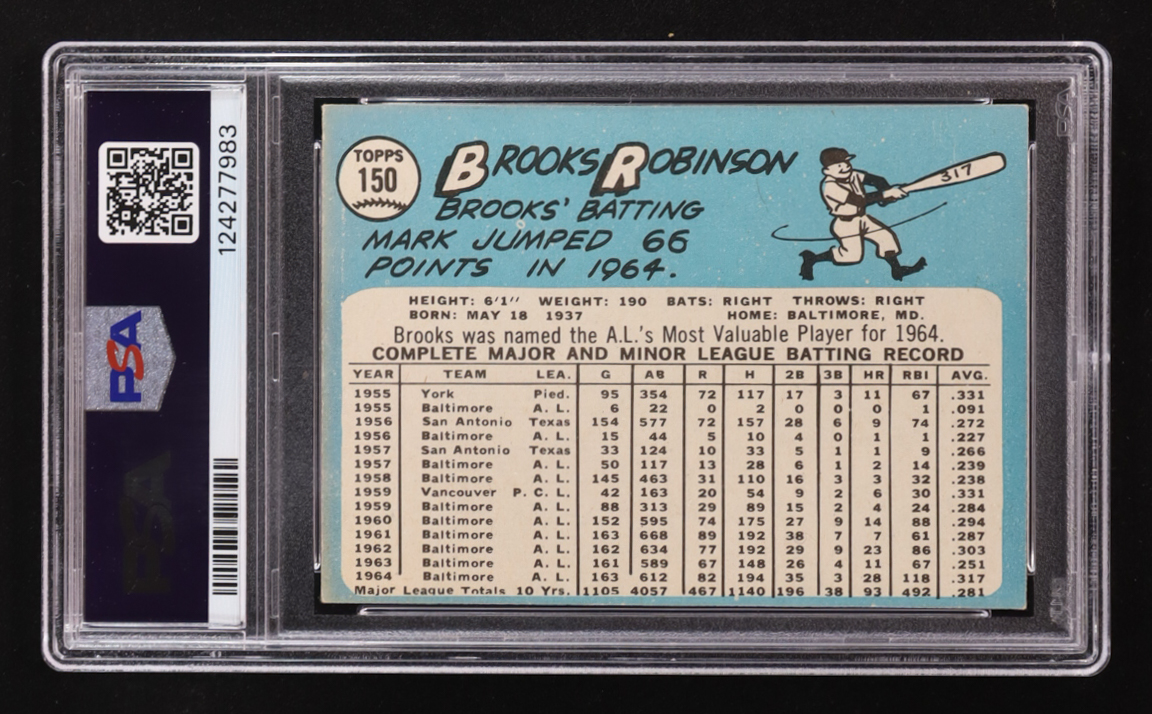 124277983
PSA
PSA
TOPPS
150
BROOKS ROBINSON
BROOKS' BATTING
MARK JUMPED 66
POINTS IN 1964.
317
HEIGHT: 6'1" WEIGHT: 190 BATS: RIGHT THROWS: RIGHT
BORN: MAY 18 1937 HOME: BALTIMORE, MD.
Brooks was named the A.L.'s Most Valuable Player for 1964.
COMPLETE MAJOR AND MINOR LEAGUE BATTING RECORD
YEAR TEAM LEA. G AB R H 2B 3B HR RBI AVG.
1955 York Pied. 95 354 72 117 17 3 11 67 .331
1955 Baltimore A. L. 6 22 0 2 0 0 0 1 .091
1956 San Antonio Texas 154 577 72 157 28 6 9 74 .272
1956 Baltimore A. L. 15 44 5 10 4 0 1 1 .227
1957 San Antonio Texas 33 124 10 33 5 1 1 9 .266
1957 Baltimore A. L. 50 117 13 28 6 1 2 14 .239
1958 Baltimore A. L. 145 463 31 110 16 3 3 32 .238
1959 Vancouver P. C. L. 42 163 20 54 9 2 6 30 .331
1959 Baltimore A. L. 88 313 29 89 15 2 4 24 .284
1960 Baltimore A. L. 152 595 74 175 27 9 14 88 .294
1961 Baltimore A. L. 163 668 89 192 38 7 7 61 .287
1962 Baltimore A. L. 162 634 77 192 29 9 23 86 .303
1963 Baltimore A. L. 161 589 67 148 26 4 11 67 .251
1964 Baltimore A. L. 163 612 82 194 35 3 28 118 .317
Major League Totals 10 Yrs. 1105 4057 467 1140 196 38 93 492 .281